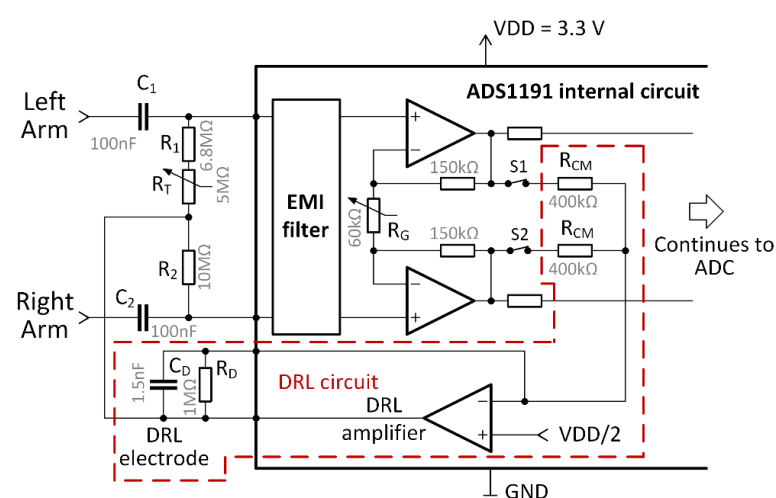 VDD = 3.3 V
ADS1191 internal circuit
Left
Arm
C1
100nF
R1
6.8MΩ
RT
5MΩ
R2
10MΩ
Right
Arm
C2
100nF
EMI
filter
150kΩ
S1
RCM
400kΩ
60kΩ
RG
150kΩ
S2
RCM
400kΩ
Continues to
ADC
CD
1.5nF
RD
1MΩ
DRL circuit
DRL
electrode
DRL
amplifier
VDD/2
GND
+
−
−
+
−
+